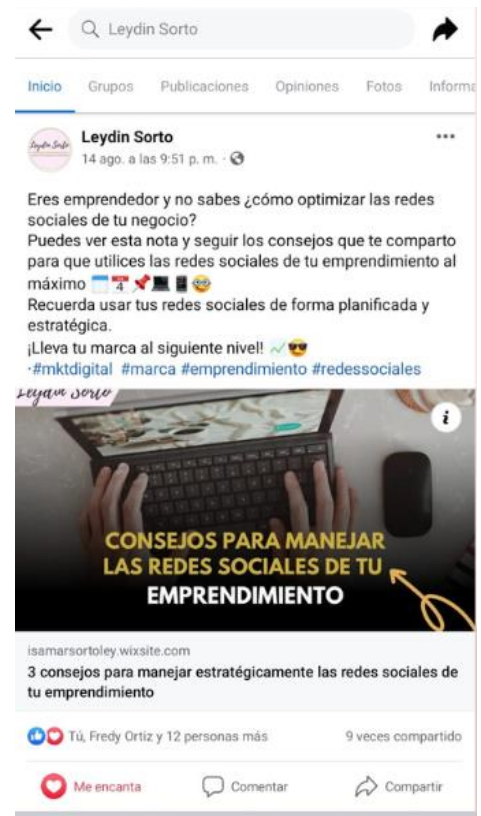 Leydin Sorto
Inicio Grupos Publicaciones Opiniones Fotos Informa
Leydin Sorto
Leydin Sorto
14 ago. a las 9:51 p. m. ·
Eres emprendedor y no sabes ¿cómo optimizar las redes
sociales de tu negocio?
Puedes ver esta nota y seguir los consejos que te comparto
para que utilices las redes sociales de tu emprendimiento al
máximo 🗓️📅📌💻📱🤓
Recuerda usar tus redes sociales de forma planificada y
estratégica.
¡Lleva tu marca al siguiente nivel! 📈😎
·#mktdigital #marca #emprendimiento #redessociales
Leydin Sorto
CONSEJOS PARA MANEJAR
LAS REDES SOCIALES DE TU
EMPRENDIMIENTO
isamarsortoley.wixsite.com
3 consejos para manejar estratégicamente las redes sociales de
tu emprendimiento
Tú, Fredy Ortiz y 12 personas más 9 veces compartido
Me encanta Comentar Compartir